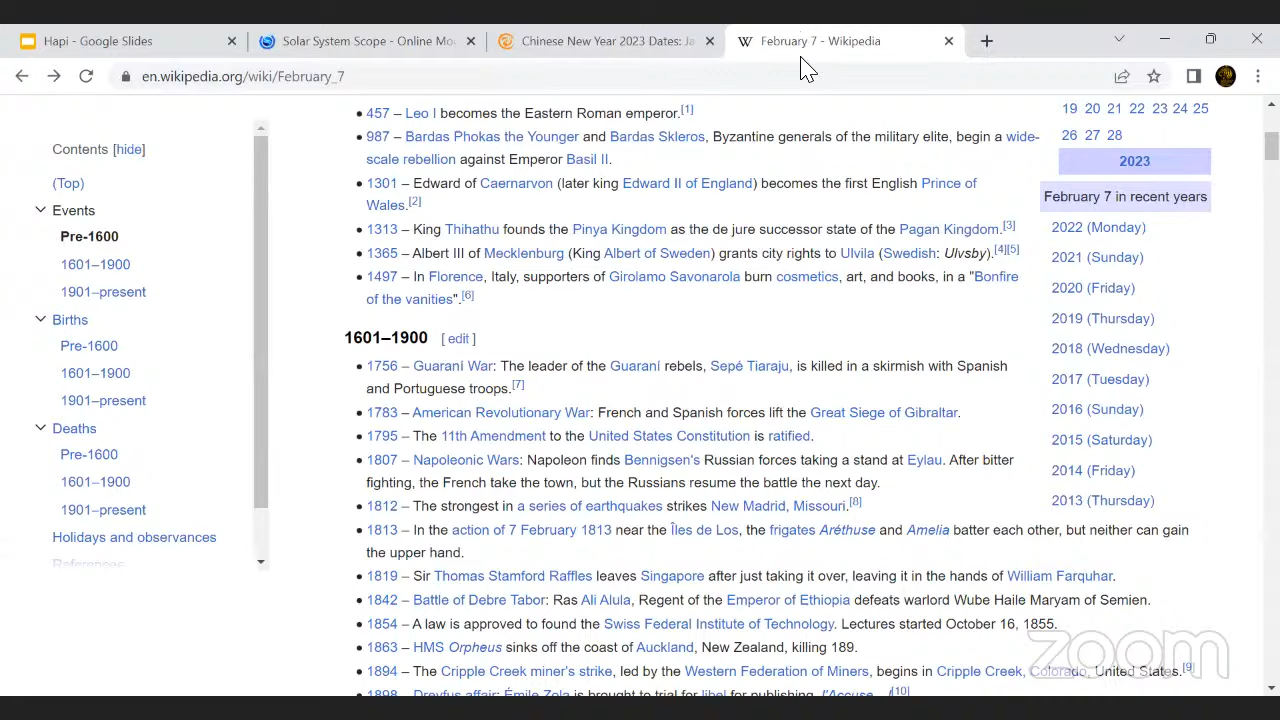 Hapi - Google Slides
Solar System Scope - Online Mo
Chinese New Year 2023 Dates: Ja
February 7 - Wikipedia
en.wikipedia.org/wiki/February_7
Contents [hide]
(Top)
Events
Pre-1600
1601–1900
1901–present
Births
Pre-1600
1601–1900
1901–present
Deaths
Pre-1600
1601–1900
1901–present
Holidays and observances
References
457 – Leo I becomes the Eastern Roman emperor.[1]
987 – Bardas Phokas the Younger and Bardas Skleros, Byzantine generals of the military elite, begin a wide-
scale rebellion against Emperor Basil II.
1301 – Edward of Caernarvon (later king Edward II of England) becomes the first English Prince of
Wales.[2]
1313 – King Thihathu founds the Pinya Kingdom as the de jure successor state of the Pagan Kingdom.[3]
1365 – Albert III of Mecklenburg (King Albert of Sweden) grants city rights to Ulvila (Swedish: Ulvsby).[4][5]
1497 – In Florence, Italy, supporters of Girolamo Savonarola burn cosmetics, art, and books, in a "Bonfire
of the vanities".[6]
1601–1900 [ edit ]
1756 – Guaraní War: The leader of the Guaraní rebels, Sepé Tiaraju, is killed in a skirmish with Spanish
and Portuguese troops.[7]
1783 – American Revolutionary War: French and Spanish forces lift the Great Siege of Gibraltar.
1795 – The 11th Amendment to the United States Constitution is ratified.
1807 – Napoleonic Wars: Napoleon finds Bennigsen's Russian forces taking a stand at Eylau. After bitter
fighting, the French take the town, but the Russians resume the battle the next day.
1812 – The strongest in a series of earthquakes strikes New Madrid, Missouri.[8]
1813 – In the action of 7 February 1813 near the Îles de Los, the frigates Aréthuse and Amelia batter each other, but neither can gain
the upper hand.
1819 – Sir Thomas Stamford Raffles leaves Singapore after just taking it over, leaving it in the hands of William Farquhar.
1842 – Battle of Debre Tabor: Ras Ali Alula, Regent of the Emperor of Ethiopia defeats warlord Wube Haile Maryam of Semien.
1854 – A law is approved to found the Swiss Federal Institute of Technology. Lectures started October 16, 1855.
1863 – HMS Orpheus sinks off the coast of Auckland, New Zealand, killing 189.
1894 – The Cripple Creek miner's strike, led by the Western Federation of Miners, begins in Cripple Creek, Colorado, United States.[9]
1898 – Dreyfus affair: Émile Zola is brought to trial for libel for publishing J'Accuse...![10]
19 20 21 22 23 24 25
26 27 28
2023
February 7 in recent years
2022 (Monday)
2021 (Sunday)
2020 (Friday)
2019 (Thursday)
2018 (Wednesday)
2017 (Tuesday)
2016 (Sunday)
2015 (Saturday)
2014 (Friday)
2013 (Thursday)
zoom